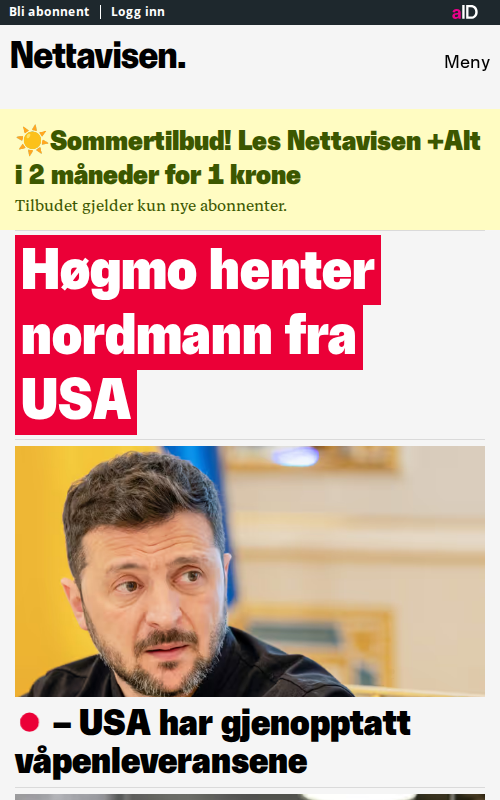 Bli abonnent | Logg inn
aID
Nettavisen.
Meny
☀️Sommertilbud! Les Nettavisen +Alt
i 2 måneder for 1 krone
Tilbudet gjelder kun nye abonnenter.
Høgmo henter
nordmann fra
USA
– USA har gjenopptatt
våpenleveransene